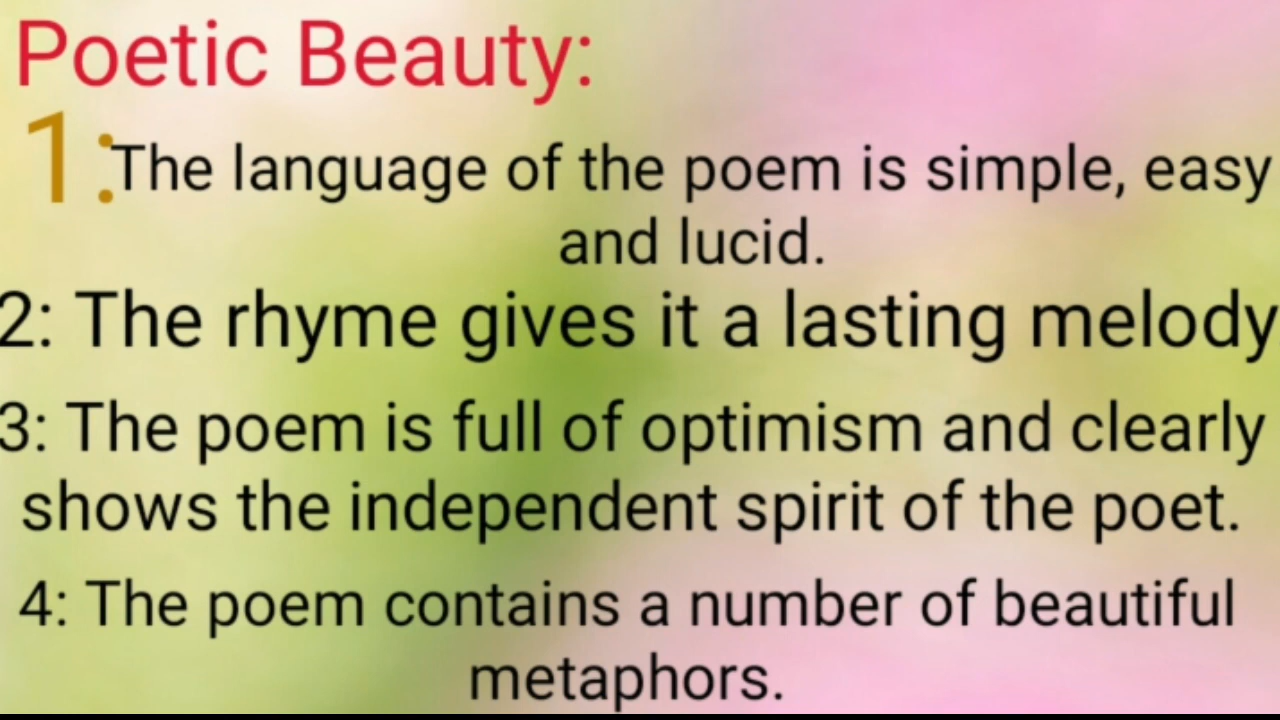 Poetic Beauty:
1: The language of the poem is simple, easy
and lucid.
2: The rhyme gives it a lasting melody
3: The poem is full of optimism and clearly
shows the independent spirit of the poet.
4: The poem contains a number of beautiful
metaphors.